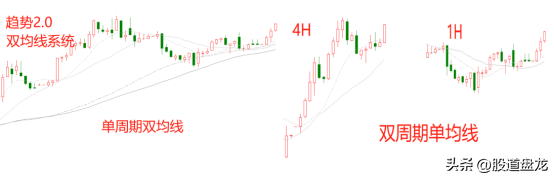 趋势2.0
双均线系统
单周期双均线
4H
1H
双周期单均线
头条 @股道盘龙